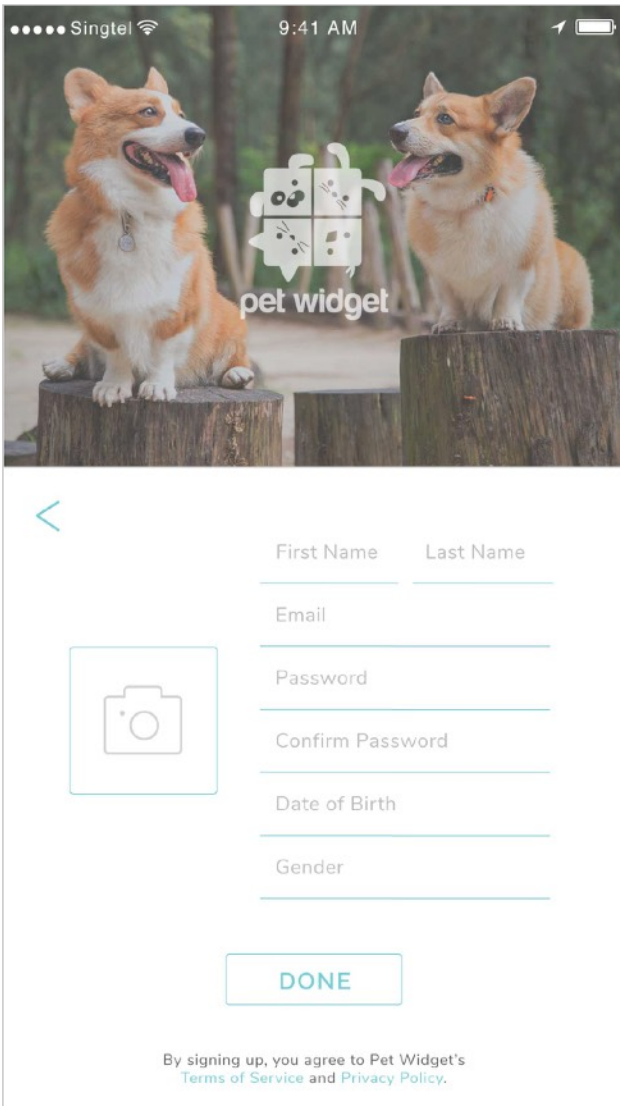 Singtel 9:41 AM
pet widget
First Name Last Name
Email
Password
Confirm Password
Date of Birth
Gender
DONE
By signing up, you agree to Pet Widget's
Terms of Service and Privacy Policy.